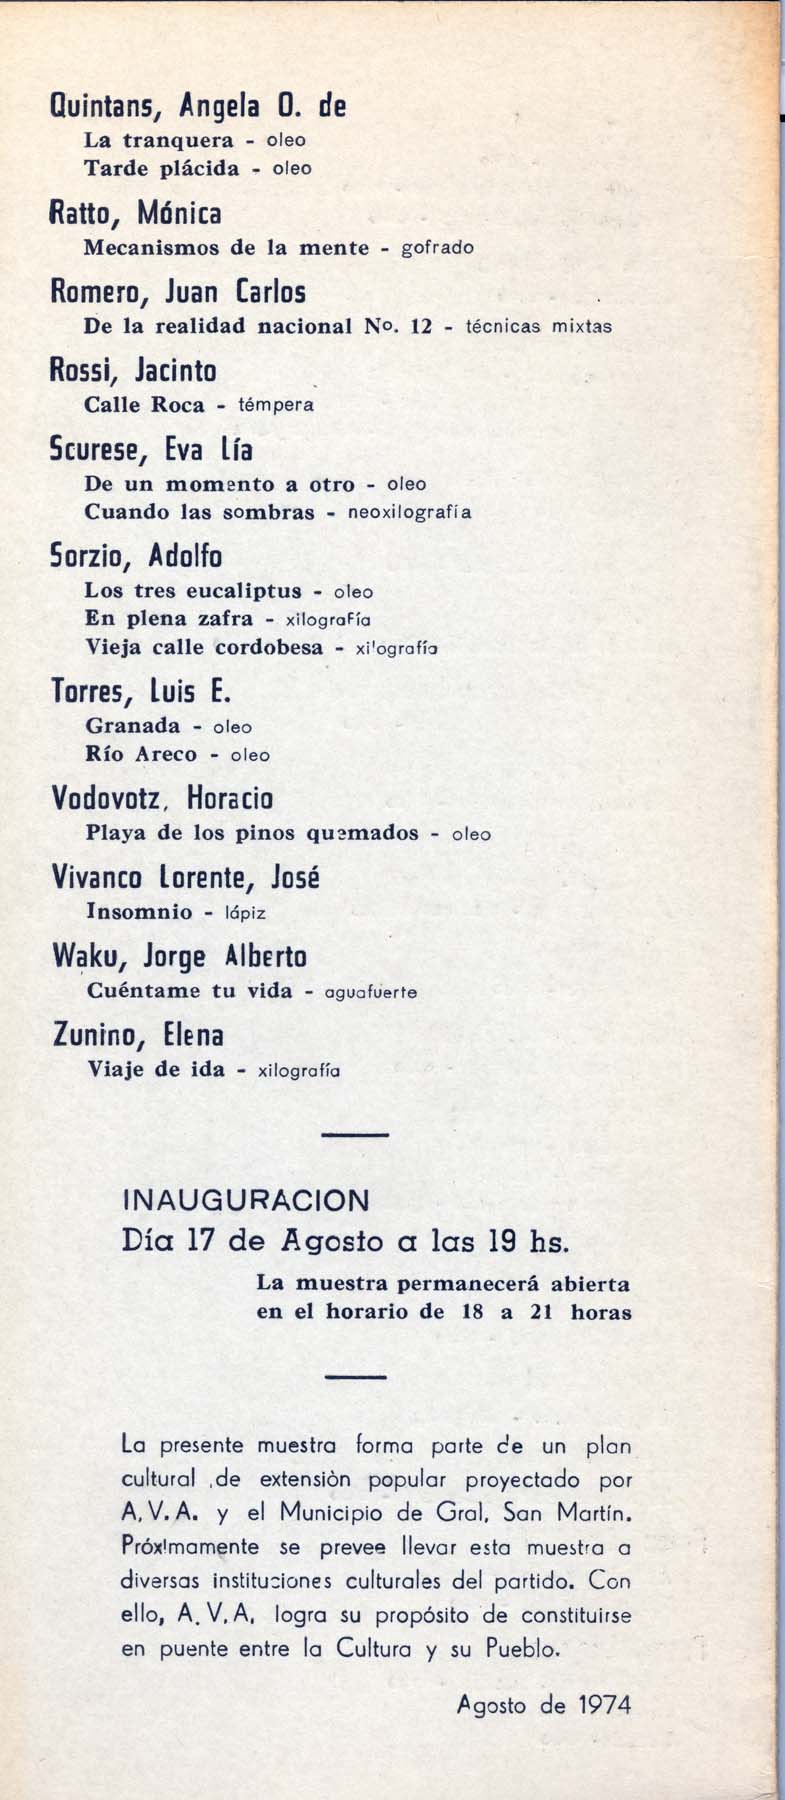 Quintans, Angela O. de
La tranquera - oleo
Tarde plácida - oleo
Ratto, Mónica
Mecanismos de la mente - gofrado
Romero, Juan Carlos
De la realidad nacional No. 12 - técnicas mixtas
Rossi, Jacinto
Calle Roca - témpera
Scurese, Eva Lía
De un momento a otro - oleo
Cuando las sombras - neoxilografía
Sorzio, Adolfo
Los tres eucaliptus - oleo
En plena zafra - xilografía
Vieja calle cordobesa - xilografía
Torres, Luis E.
Granada - oleo
Río Areco - oleo
Vodovotz, Horacio
Playa de los pinos quemados - oleo
Vivanco Lorente, José
Insomnio - lápiz
Waku, Jorge Alberto
Cuéntame tu vida - aguafuerte
Zunino, Elena
Viaje de ida - xilografía
INAUGURACION
Día 17 de Agosto a las 19 hs.
La muestra permanecerá abierta
en el horario de 18 a 21 horas
La presente muestra forma parte de un plan
cultural de extensiòn popular proyectado por
A.V.A. y el Municipio de Gral. San Martín.
Próximamente se prevee llevar esta muestra a
diversas instituciones culturales del partido. Con
ello, A.V.A. logra su propósito de constituirse
en puente entre la Cultura y su Pueblo.
Agosto de 1974